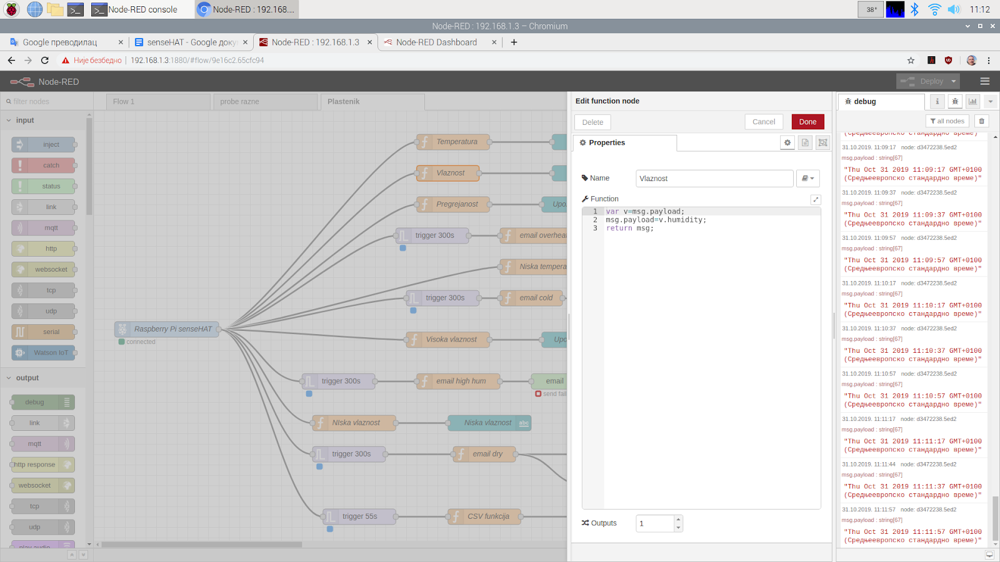 Node-RED console
Node-RED : 192.168....
38°
11:12
Node-RED : 192.168.1.3 – Chromium
Google преводилац
senseHAT - Google доку
Node-RED : 192.168.1.3
Node-RED Dashboard
Није безбедно
192.168.1.3:1880/#flow/9e16c2.65cfc94
Node-RED
Deploy
filter nodes
input
inject
catch
status
link
mqtt
http
websocket
tcp
udp
serial
Watson IoT
output
debug
link
mqtt
http response
websocket
tcp
udp
play audio
Flow 1
probe razne
Plastenik
Temperatura
Vlaznost
Pregrejanost
Upo
trigger 300s
email overhea
Niska tempera
trigger 300s
email cold
Raspberry Pi senseHAT
connected
Visoka vlaznost
Upo
trigger 300s
email high hum
email
send fail
NIska vlaznost
Niska vlaznost
abc
trigger 300s
email dry
trigger 55s
CSV funkcija
Edit function node
Delete
Cancel
Done
Properties
Name
Vlaznost
Function
1 var v=msg.payload;
2 msg.payload=v.humidity;
3 return msg;
Outputs
1
debug
all nodes
(Средњеевропско стандардно време)"
31.10.2019. 11:09:17 node: d3472238.5ed2
msg.payload : string[67]
"Thu Oct 31 2019 11:09:17 GMT+0100
(Средњеевропско стандардно време)"
31.10.2019. 11:09:37 node: d3472238.5ed2
msg.payload : string[67]
"Thu Oct 31 2019 11:09:37 GMT+0100
(Средњеевропско стандардно време)"
31.10.2019. 11:09:57 node: d3472238.5ed2
msg.payload : string[67]
"Thu Oct 31 2019 11:09:57 GMT+0100
(Средњеевропско стандардно време)"
31.10.2019. 11:10:17 node: d3472238.5ed2
msg.payload : string[67]
"Thu Oct 31 2019 11:10:17 GMT+0100
(Средњеевропско стандардно време)"
31.10.2019. 11:10:37 node: d3472238.5ed2
msg.payload : string[67]
"Thu Oct 31 2019 11:10:37 GMT+0100
(Средњеевропско стандардно време)"
31.10.2019. 11:10:57 node: d3472238.5ed2
msg.payload : string[67]
"Thu Oct 31 2019 11:10:57 GMT+0100
(Средњеевропско стандардно време)"
31.10.2019. 11:11:17 node: d3472238.5ed2
msg.payload : string[67]
"Thu Oct 31 2019 11:11:17 GMT+0100
(Средњеевропско стандардно време)"
31.10.2019. 11:11:44 node: d3472238.5ed2
msg.payload : string[67]
"Thu Oct 31 2019 11:11:37 GMT+0100
(Средњеевропско стандардно време)"
31.10.2019. 11:11:57 node: d3472238.5ed2
msg.payload : string[67]
"Thu Oct 31 2019 11:11:57 GMT+0100
(Средњеевропско стандардно време)"